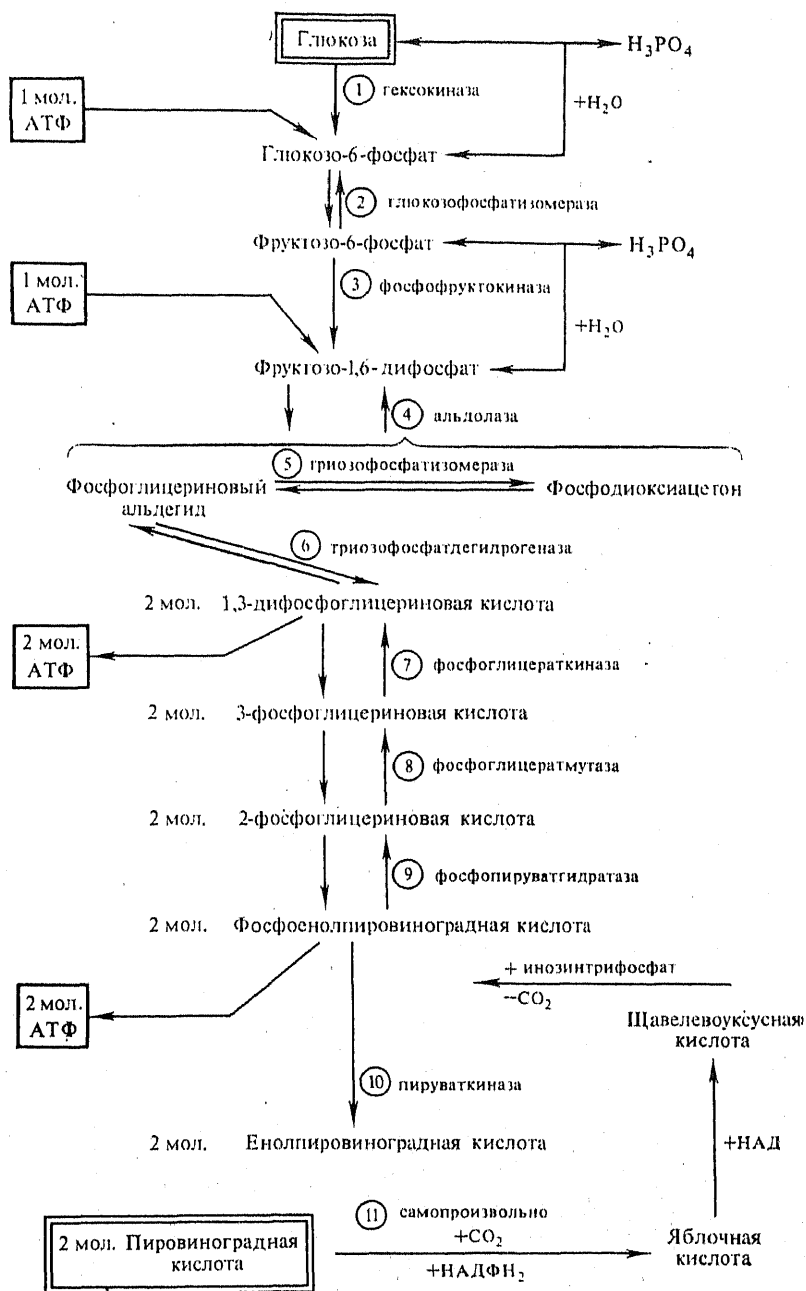 Глюкоза
H₃PO₄
1 гексокиназа
1 мол.
АТФ
+H₂O
Глюкозо-6-фосфат
2 глюкозофосфатизомераза
Фруктозо-6-фосфат
H₃PO₄
1 мол.
АТФ
3 фосфофруктокиназа
+H₂O
Фруктозо-1,6-дифосфат
4 альдолаза
5 триозофосфатизомераза
Фосфоглицериновый
альдегид
Фосфодиоксиацетон
6 триозофосфатдегидрогеназа
2 мол. 1,3-дифосфоглицериновая кислота
2 мол.
АТФ
7 фосфоглицераткиназа
2 мол. 3-фосфоглицериновая кислота
8 фосфоглицератмутаза
2 мол. 2-фосфоглицериновая кислота
9 фосфопируватгидратаза
2 мол. Фосфоенолпировиноградная кислота
+ инозинтрифосфат
−CO₂
2 мол.
АТФ
Щавелевоуксусная
кислота
10 пируваткиназа
2 мол. Енолпировиноградная кислота
+НАД
11 самопроизвольно
+CO₂
+НАДФН₂
2 мол. Пировиноградная
кислота
Яблочная
кислота